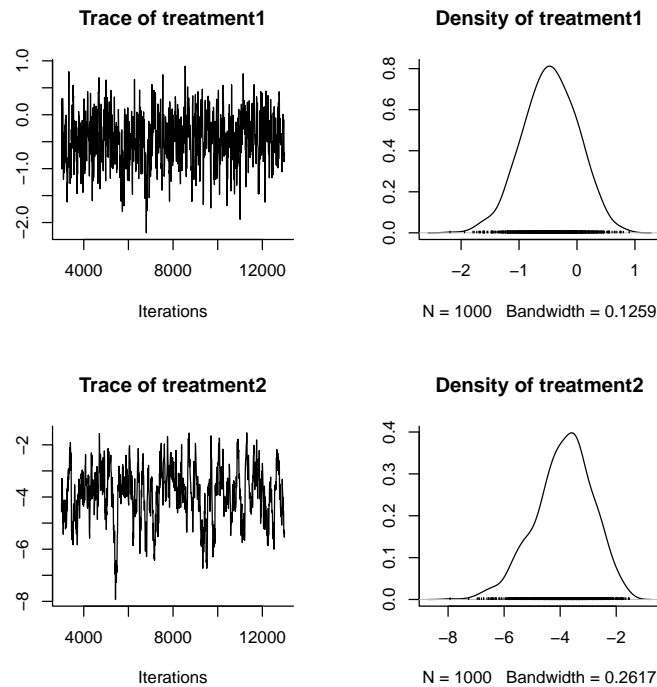 Trace of treatment1
1.0
0.0
−1.0
−2.0
4000 8000 12000
Iterations
Density of treatment1
0.8
0.6
0.4
0.2
0.0
−2 −1 0 1
N = 1000 Bandwidth = 0.1259
Trace of treatment2
−2
−4
−6
−8
4000 8000 12000
Iterations
Density of treatment2
0.4
0.3
0.2
0.1
0.0
−8 −6 −4 −2
N = 1000 Bandwidth = 0.2617